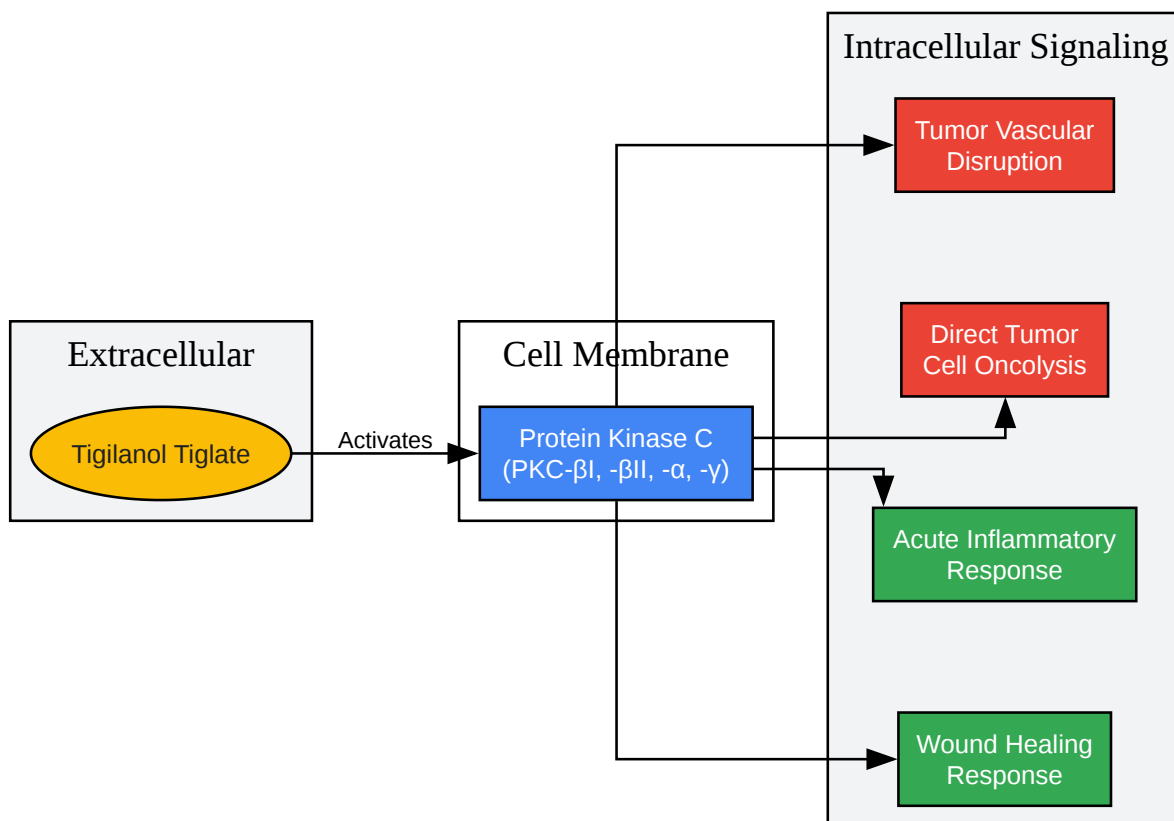 Intracellular Signaling
Tumor Vascular
Disruption
Direct Tumor
Cell Oncolysis
Extracellular
Cell Membrane
Tigilanol Tiglate
Activates
Protein Kinase C
(PKC-βI, -βII, -α, -γ)
Acute Inflammatory
Response
Wound Healing
Response